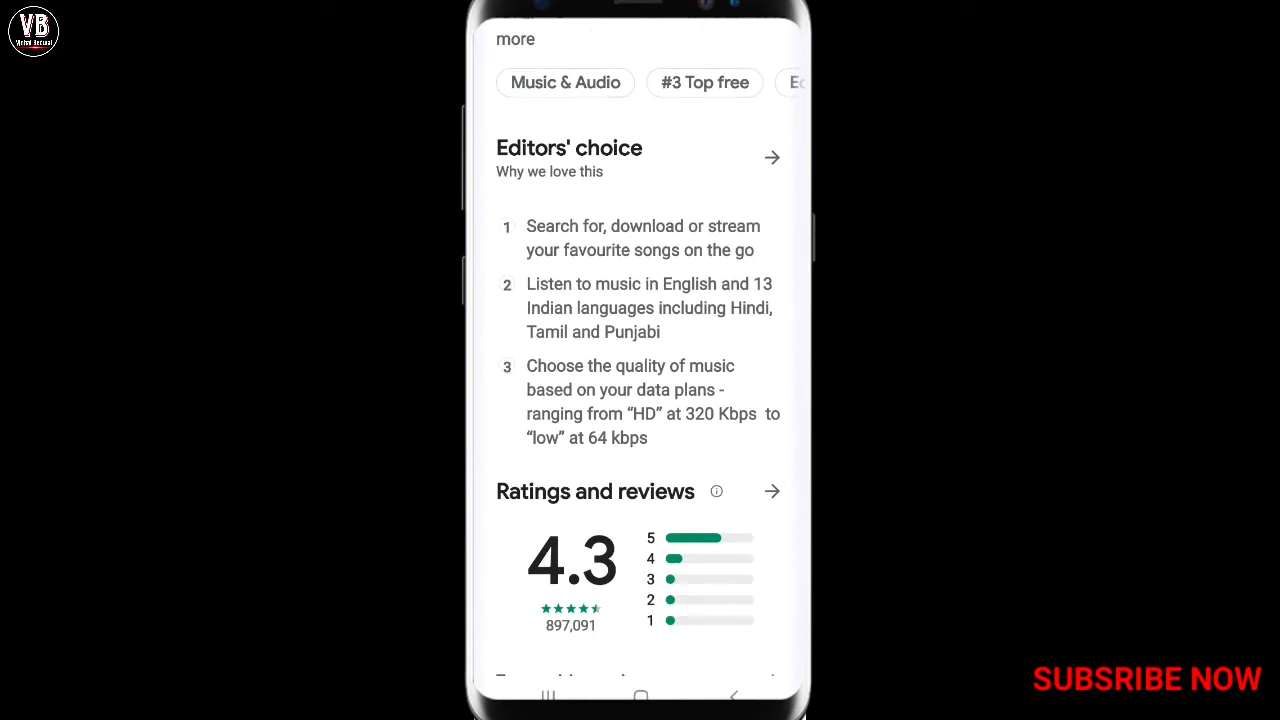 VB
more
Music & Audio
#3 Top free
Editors' choice
Why we love this
1 Search for, download or stream
your favourite songs on the go
2 Listen to music in English and 13
Indian languages including Hindi,
Tamil and Punjabi
3 Choose the quality of music
based on your data plans -
ranging from “HD” at 320 Kbps to
“low” at 64 kbps
Ratings and reviews
4.3
897,091
5
4
3
2
1
SUBSRIBE NOW